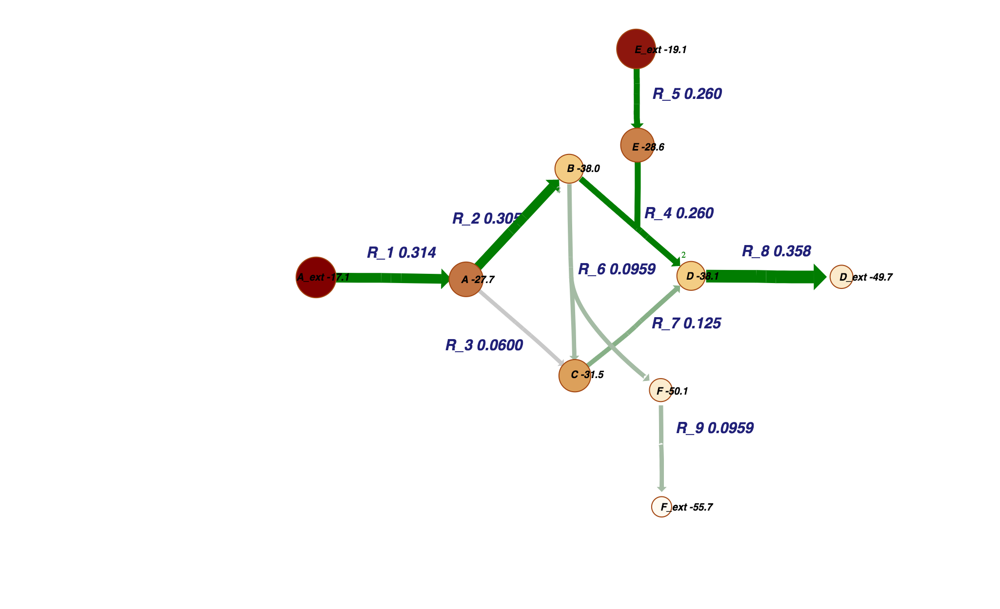 E_ext -19.1
R_5 0.260
E -28.6
B -38.0
2
R_2 0.305
R_4 0.260
R_1 0.314
2
R_8 0.358
R_6 0.0959
A_ext -17.1
A -27.7
D -38.1
D_ext -49.7
R_7 0.125
R_3 0.0600
C -31.5
F -50.1
R_9 0.0959
F_ext -55.7